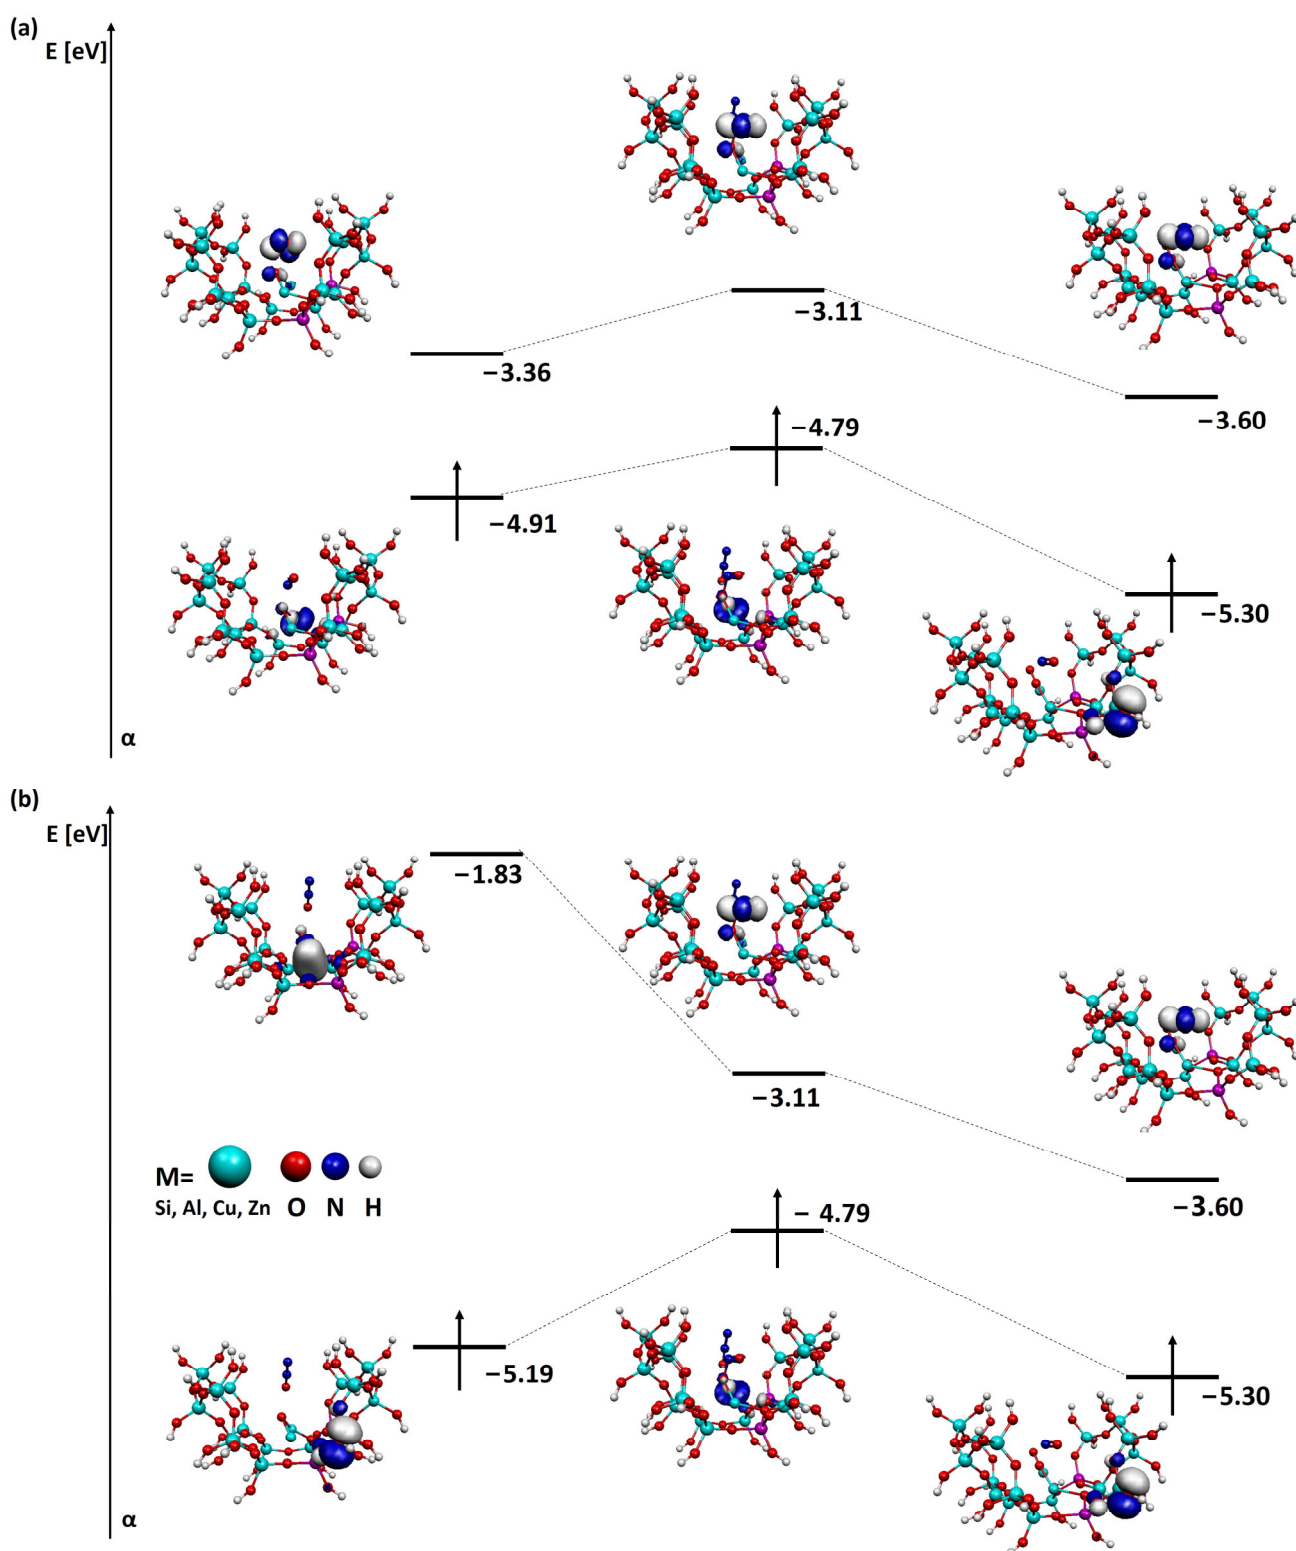 (a)
E [eV]
−3.11
−3.36
−3.60
−4.79
−4.91
−5.30
α
(b)
E [eV]
−1.83
−3.11
M=
Si, Al, Cu, Zn O N H
−3.60
− 4.79
−5.19
−5.30
α